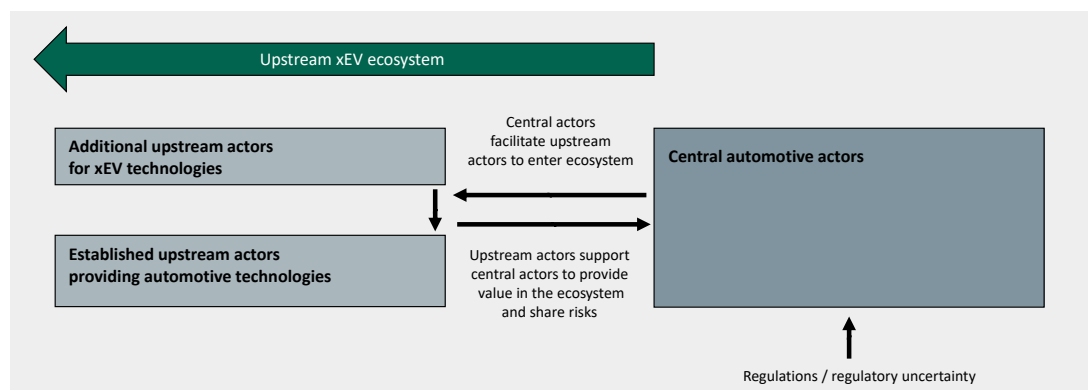 Upstream xEV ecosystem
Additional upstream actors
for xEV technologies
Central actors
facilitate upstream
actors to enter ecosystem
Central automotive actors
Established upstream actors
providing automotive technologies
Upstream actors support
central actors to provide
value in the ecosystem
and share risks
Regulations / regulatory uncertainty